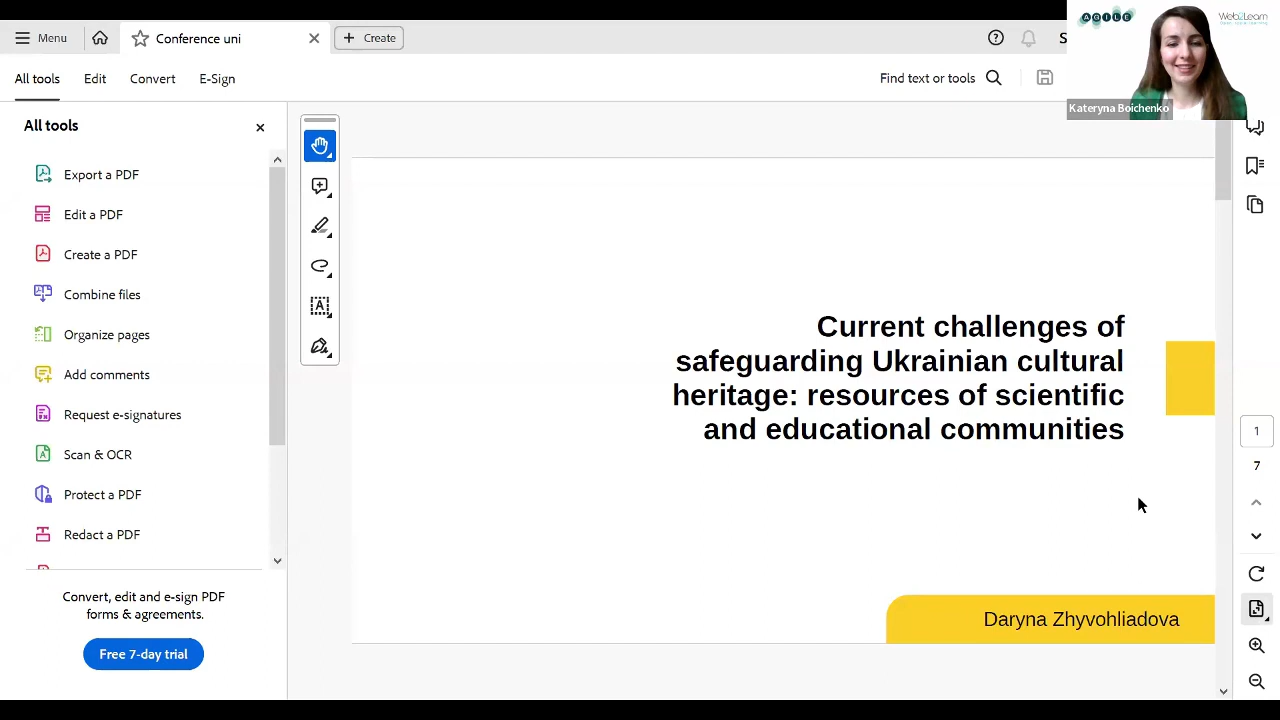 Menu
Conference uni
Create
S
AGILE
Web2Learn
Kateryna Boichenko
All tools
Edit
Convert
E-Sign
Find text or tools
All tools
Export a PDF
Edit a PDF
Create a PDF
Combine files
Organize pages
Add comments
Request e-signatures
Scan & OCR
Protect a PDF
Redact a PDF
Convert, edit and e-sign PDF
forms & agreements.
Free 7-day trial
Current challenges of
safeguarding Ukrainian cultural
heritage: resources of scientific
and educational communities
Daryna Zhyvohliadova
1
7